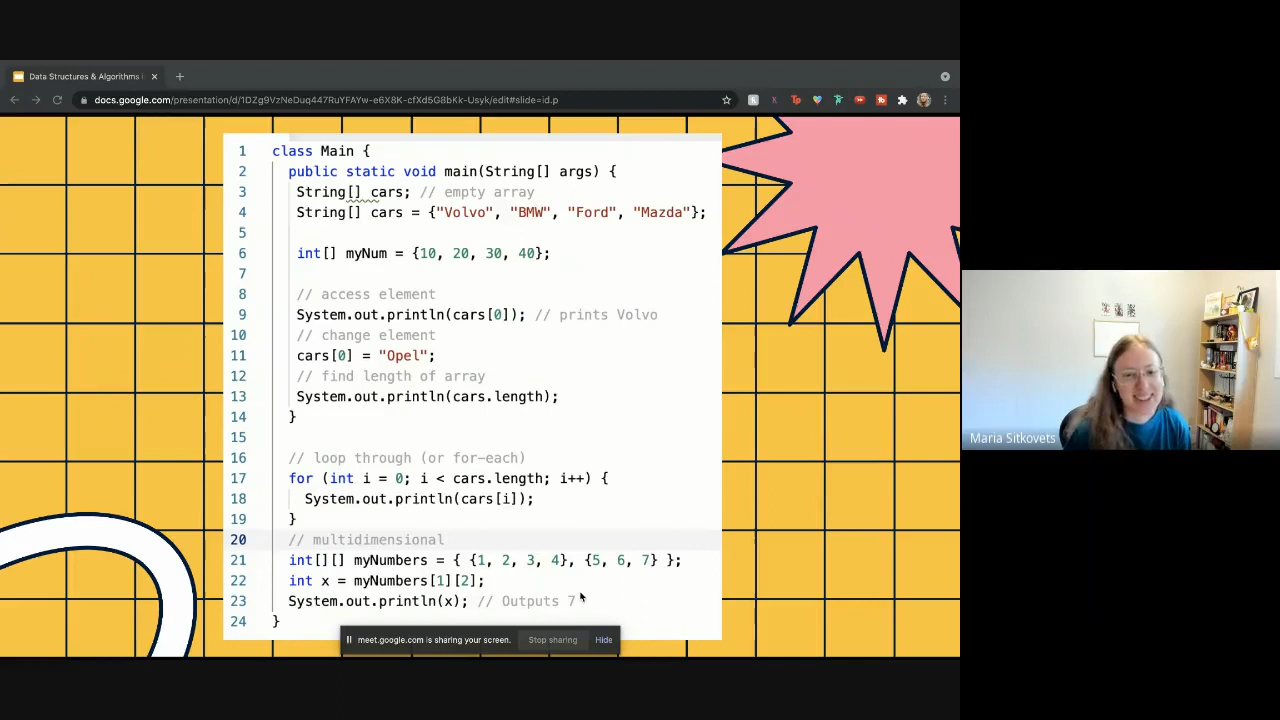 Data Structures & Algorithms i
docs.google.com/presentation/d/1DZg9VzNeDuq447RuYFAYw-e6X8K-cfXd5G8bKk-Usyk/edit#slide=id.p
1 class Main {
2 public static void main(String[] args) {
3 String[] cars; // empty array
4 String[] cars = {"Volvo", "BMW", "Ford", "Mazda"};
5
6 int[] myNum = {10, 20, 30, 40};
7
8 // access element
9 System.out.println(cars[0]); // prints Volvo
10 // change element
11 cars[0] = "Opel";
12 // find length of array
13 System.out.println(cars.length);
14 }
15
16 // loop through (or for-each)
17 for (int i = 0; i < cars.length; i++) {
18 System.out.println(cars[i]);
19 }
20 // multidimensional
21 int[][] myNumbers = { {1, 2, 3, 4}, {5, 6, 7} };
22 int x = myNumbers[1][2];
23 System.out.println(x); // Outputs 7
24 }
meet.google.com is sharing your screen. Stop sharing Hide
Maria Sitkovets